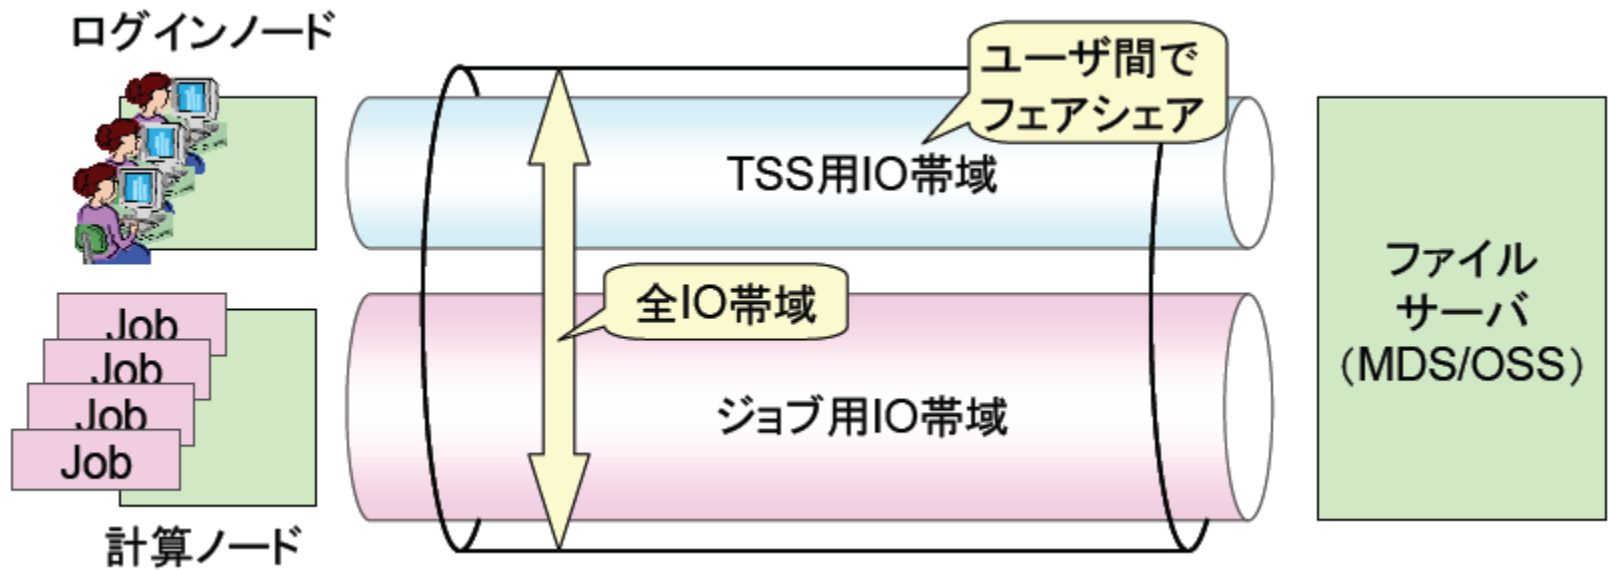 ログインノード
ユーザ間で
フェアシェア
TSS用IO帯域
全IO帯域
ジョブ用IO帯域
Job
Job
Job
Job
計算ノード
ファイル
サーバ
(MDS/OSS)